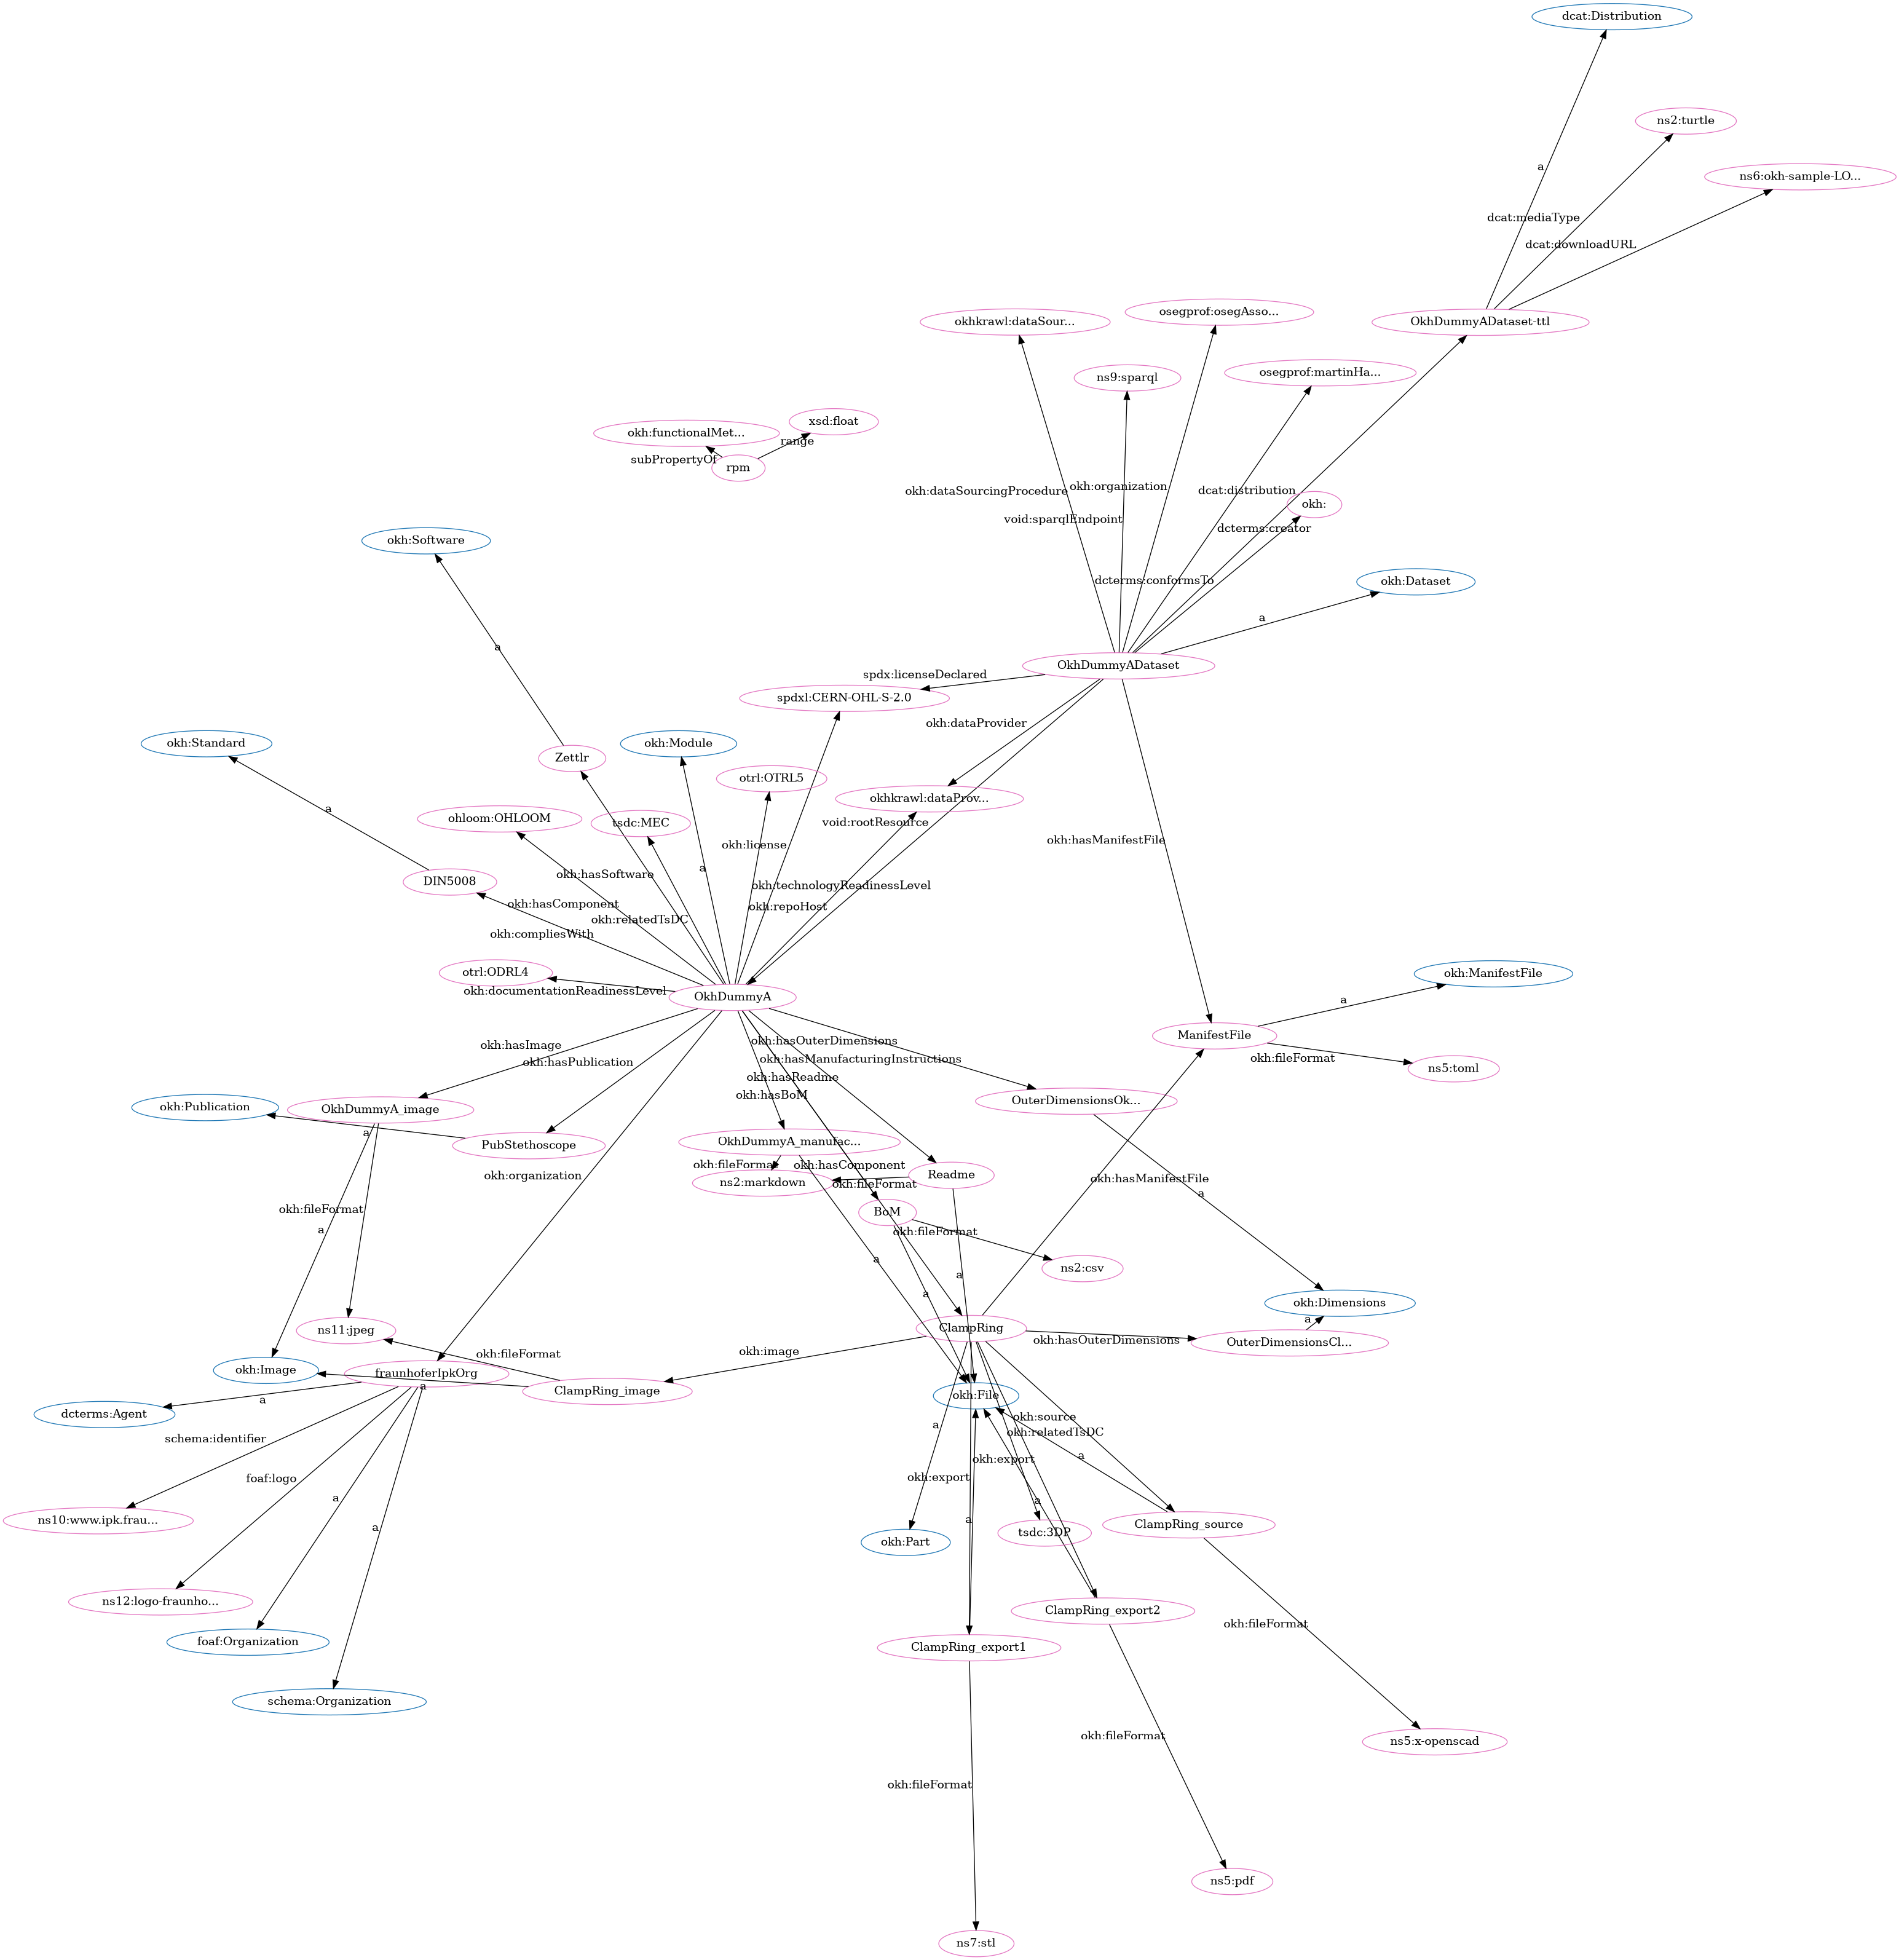 dcat:Distribution
ns2:turtle
a
ns6:okh-sample-LO...
dcat:mediaType
dcat:downloadURL
osegprof:osegAsso...
okhkrawl:dataSour...
OkhDummyADataset-ttl
osegprof:martinHa...
ns9:sparql
xsd:float
okh:functionalMet...
range
subPropertyOf
rpm
okh:organization
okh:dataSourcingProcedure
dcat:distribution
okh:
void:sparqlEndpoint
dcterms:creator
okh:Software
dcterms:conformsTo
okh:Dataset
a
a
OkhDummyADataset
spdx:licenseDeclared
spdxl:CERN-OHL-S-2.0
okh:dataProvider
okh:Standard
okh:Module
Zettlr
otrl:OTRL5
okhkrawl:dataProv...
a
ohloom:OHLOOM
tsdc:MEC
void:rootResource
okh:hasManifestFile
okh:license
a
okh:hasSoftware
DIN5008
okh:technologyReadinessLevel
okh:hasComponent
okh:repoHost
okh:relatedTsDC
okh:compliesWith
otrl:ODRL4
okh:ManifestFile
okh:documentationReadinessLevel
OkhDummyA
a
ManifestFile
okh:hasOuterDimensions
okh:hasImage
okh:hasManufacturingInstructions
okh:fileFormat
okh:hasPublication
ns5:toml
okh:hasReadme
okh:hasBoM
OuterDimensionsOk...
okh:Publication
OkhDummyA_image
a
PubStethoscope
OkhDummyA_manufac...
okh:fileFormat
okh:hasComponent
okh:organization
Readme
okh:hasManifestFile
ns2:markdown
okh:fileFormat
a
okh:fileFormat
BoM
a
okh:fileFormat
a
ns2:csv
a
a
okh:Dimensions
ns11:jpeg
ClampRing
a
okh:hasOuterDimensions
OuterDimensionsCl...
okh:fileFormat
okh:image
okh:Image
fraunhoferIpkOrg
a
ClampRing_image
okh:File
a
dcterms:Agent
okh:source
a
okh:relatedTsDC
schema:identifier
a
okh:export
foaf:logo
okh:export
a
a
ns10:www.ipk.frau...
a
a
tsdc:3DP
ClampRing_source
okh:Part
ns12:logo-fraunho...
ClampRing_export2
okh:fileFormat
foaf:Organization
ClampRing_export1
schema:Organization
okh:fileFormat
ns5:x-openscad
okh:fileFormat
ns5:pdf
ns7:stl